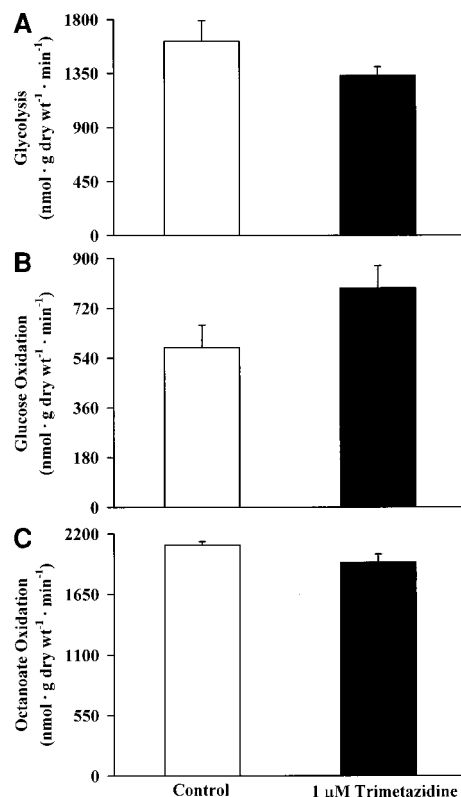 A
Glycolysis
(nmol · g dry wt⁻¹ · min⁻¹)
1800
1350
900
450
0
B
Glucose Oxidation
(nmol · g dry wt⁻¹ · min⁻¹)
900
720
540
360
180
0
C
Octanoate Oxidation
(nmol · g dry wt⁻¹ · min⁻¹)
2200
1650
1100
550
0
Control 1 μM Trimetazidine